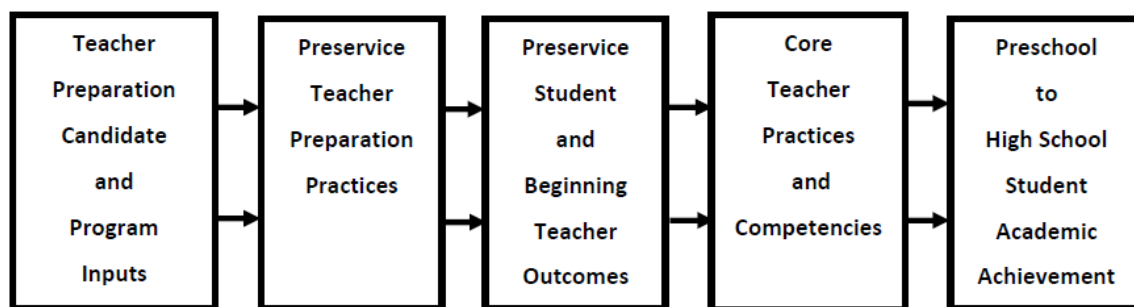 Teacher
Preparation
Candidate
and
Program
Inputs
Preservice
Teacher
Preparation
Practices
Preservice
Student
and
Beginning
Teacher
Outcomes
Core
Teacher
Practices
and
Competencies
Preschool
to
High School
Student
Academic
Achievement